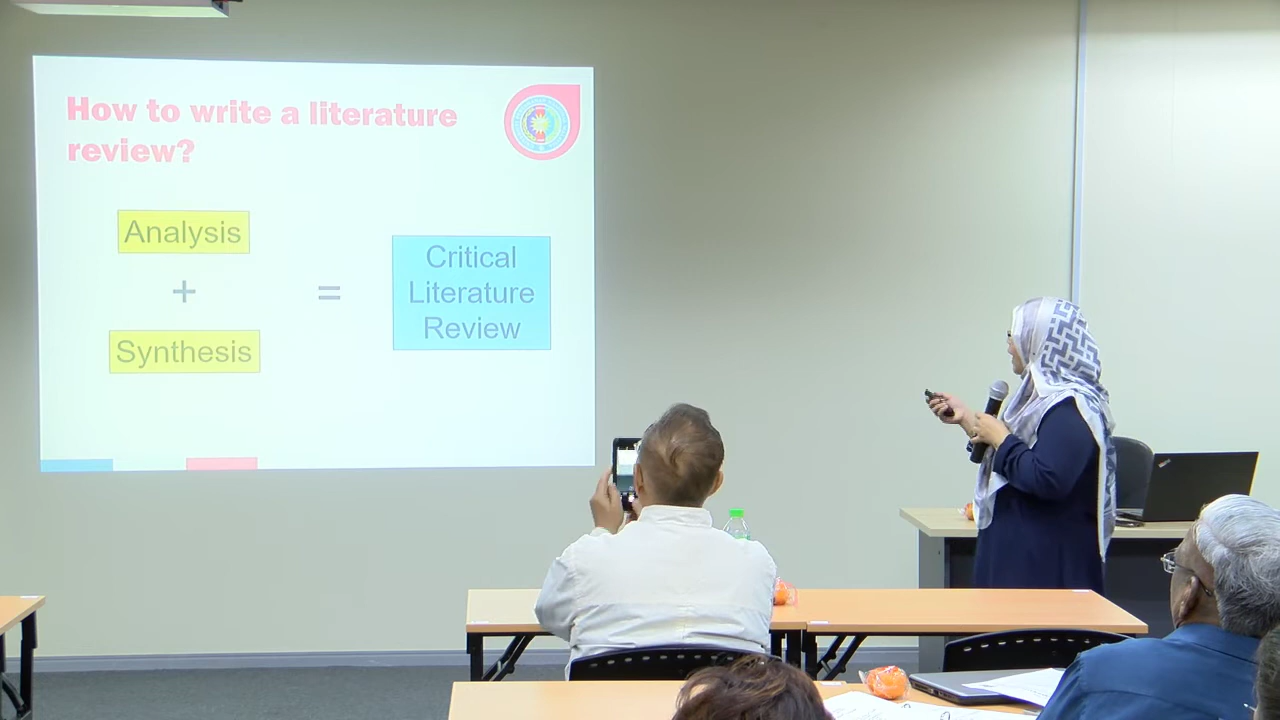 How to write a literature
review?
Analysis
+
Synthesis
=
Critical
Literature
Review